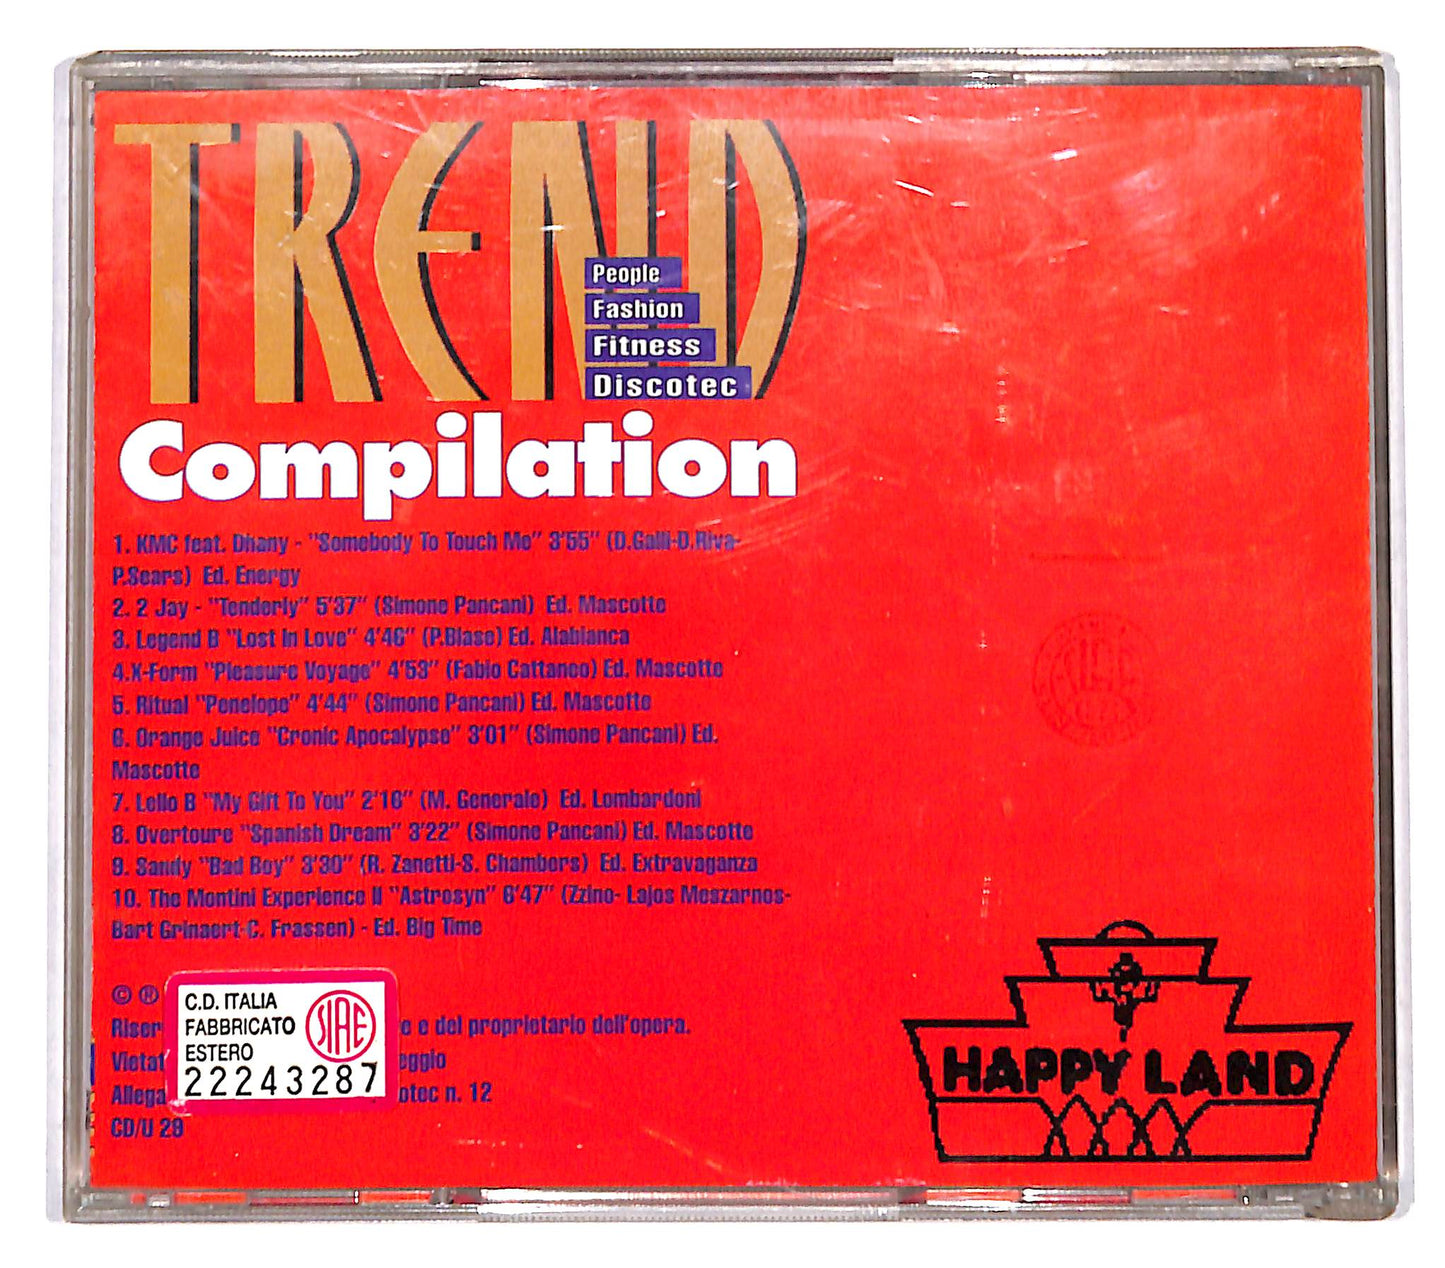 TREND
People
Fashion
Fitness
Discotec
Compilation
1. KMC feat. Dhany - "Somebody To Touch Me" 3'55" (D.Galli-D.Riva-
P.Sears) Ed. Energy
2. 2 Jay - "Tenderly" 5'37" (Simone Pancani) Ed. Mascotte
3. Legend B "Lost In Love" 4'46" (P.Blase) Ed. Alabianca
4.X-Form "Pleasure Voyage" 4'53" (Fabio Cattaneo) Ed. Mascotte
5. Ritual "Penelope" 4'44" (Simone Pancani) Ed. Mascotte
6. Orange Juice "Cronic Apocalypse" 3'01" (Simone Pancani) Ed.
Mascotte
7. Lello B "My Gift To You" 2'16" (M. Generale) Ed. Lombardoni
8. Overtoure "Spanish Dream" 3'22" (Simone Pancani) Ed. Mascotte
9. Sandy "Bad Boy" 3'30" (R. Zanetti-S. Chambers) Ed. Extravaganza
10. The Montini Experience II "Astrosyn" 6'47" (Zzino- Lajos Meszarnos-
Bart Grinaert-C. Frassen) - Ed. Big Time
© ®
Riser e e del proprietario dell'opera.
Vietat eggio
Allega otec n. 12
CD/U 29
C.D. ITALIA
FABBRICATO
ESTERO
SIAE
22243287
HAPPY LAND